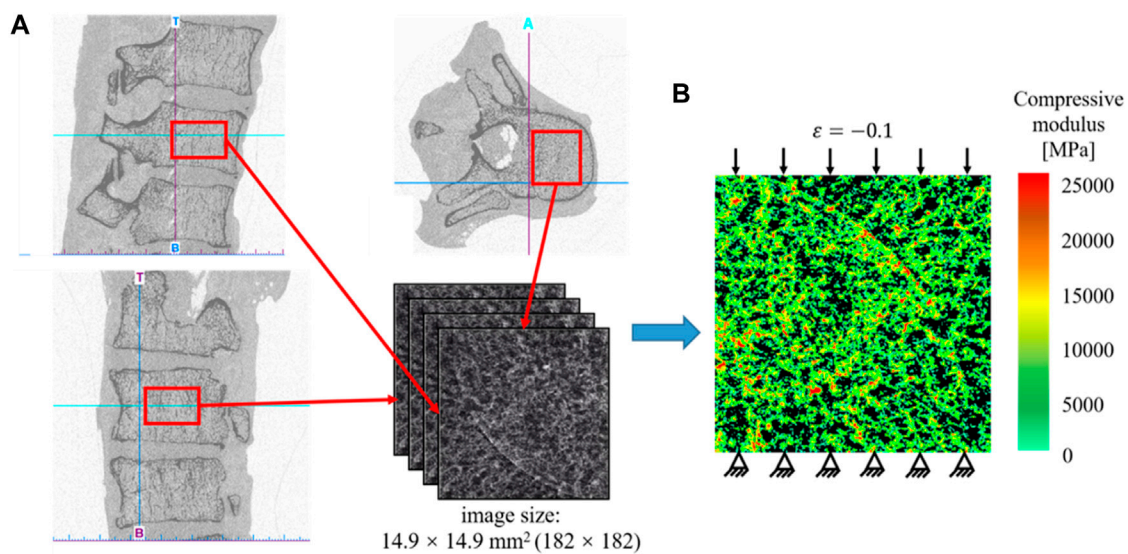 A
T
B
A
T
B
image size:
14.9 × 14.9 mm² (182 × 182)
B
ε = −0.1
Compressive
modulus
[MPa]
25000
20000
15000
10000
5000
0